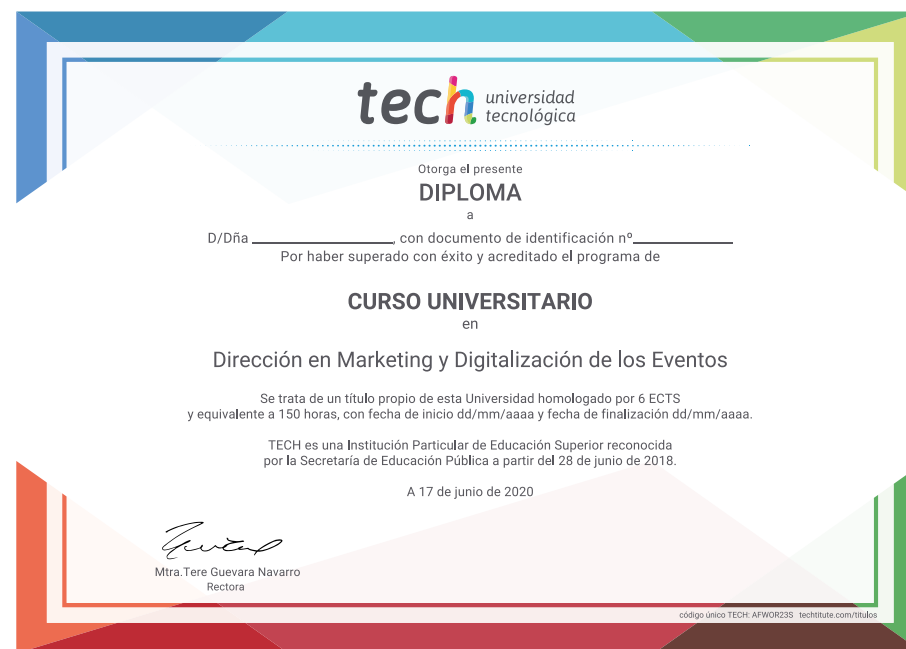 tech universidad
tecnológica
Otorga el presente
DIPLOMA
a
D/Dña ____________________, con documento de identificación nº______________
Por haber superado con éxito y acreditado el programa de
CURSO UNIVERSITARIO
en
Dirección en Marketing y Digitalización de los Eventos
Se trata de un título propio de esta Universidad homologado por 6 ECTS
y equivalente a 150 horas, con fecha de inicio dd/mm/aaaa y fecha de finalización dd/mm/aaaa.
TECH es una Institución Particular de Educación Superior reconocida
por la Secretaría de Educación Pública a partir del 28 de junio de 2018.
A 17 de junio de 2020
Mtra.Tere Guevara Navarro
Rectora
código único TECH: AFWOR23S techtitute.com/titulos